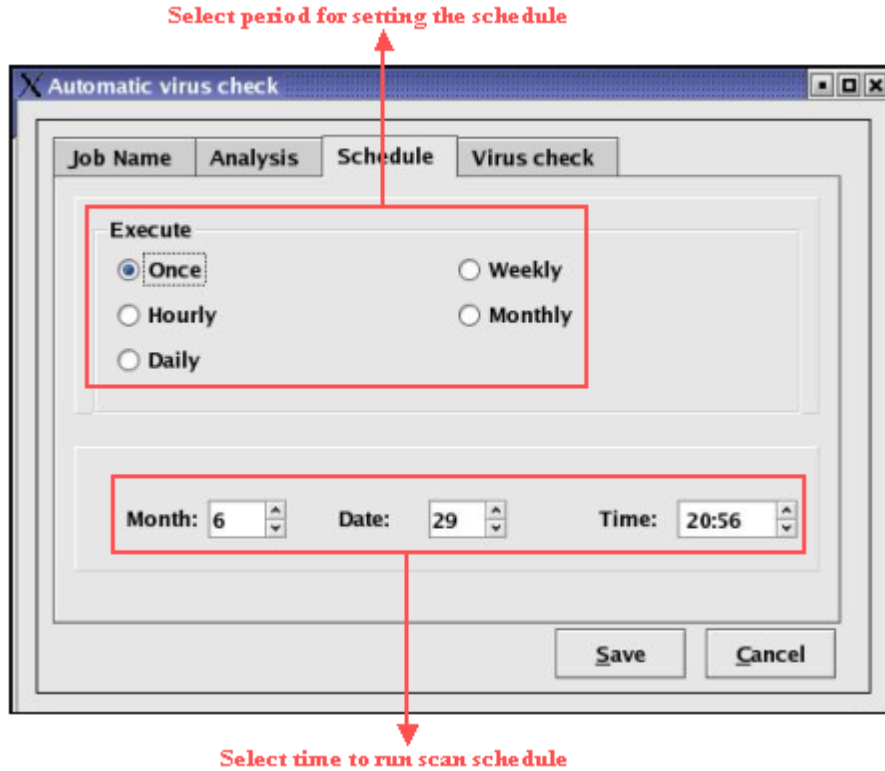 Select period for setting the schedule
Automatic virus check
Job Name Analysis Schedule Virus check
Execute
Once Weekly
Hourly Monthly
Daily
Month: 6 Date: 29 Time: 20:56
Save Cancel
Select time to run scan schedule